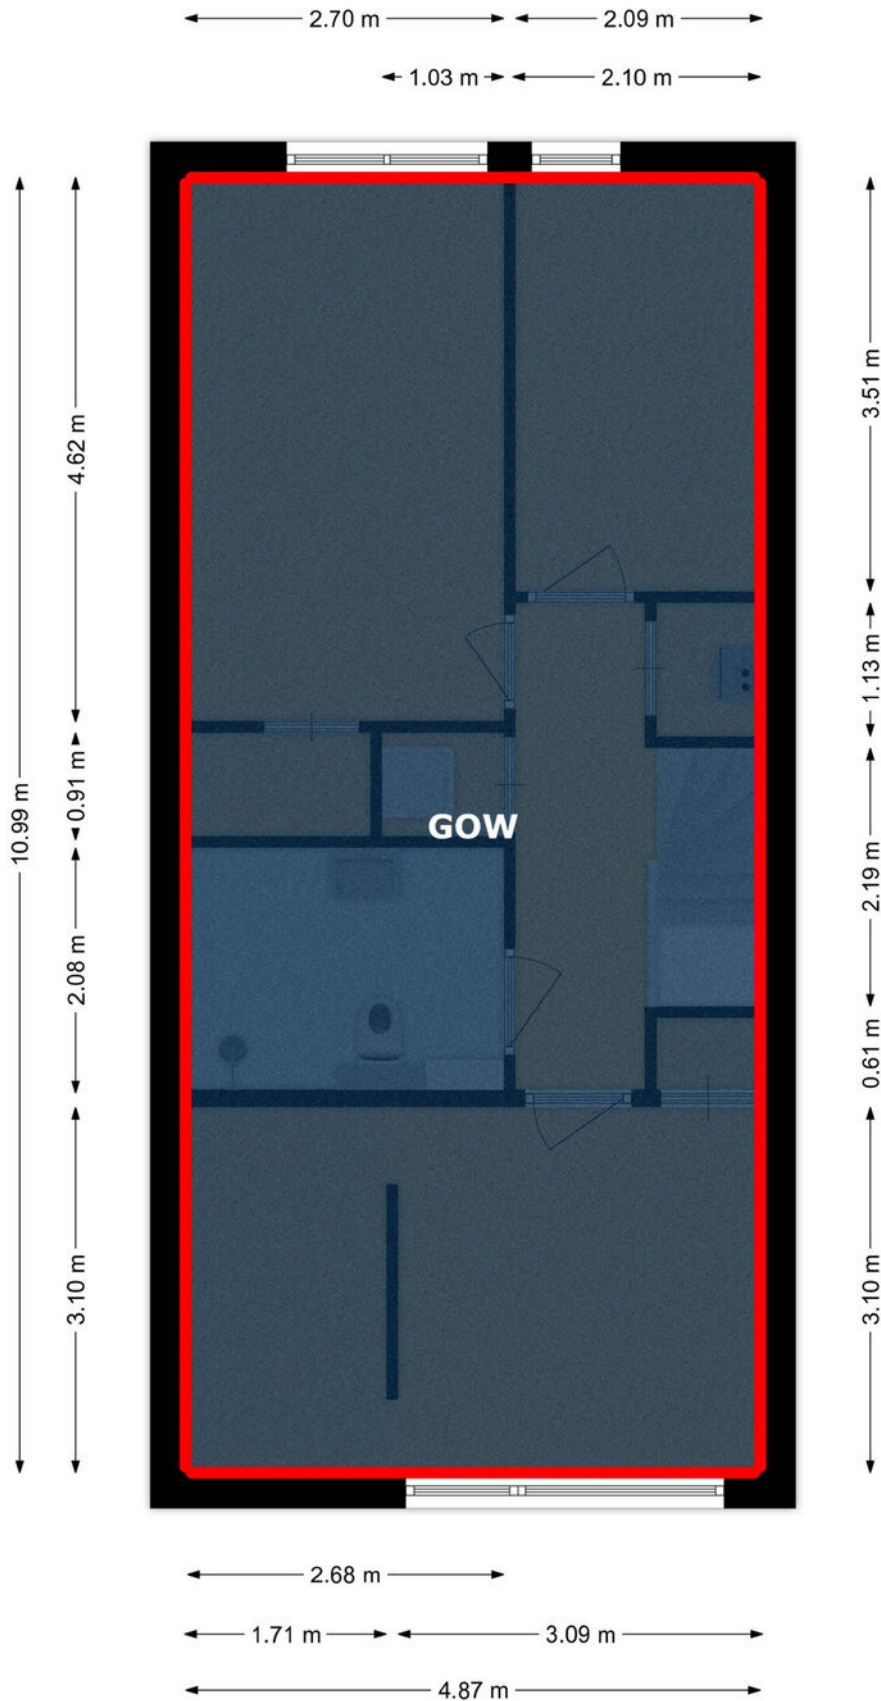 2.70 m
2.09 m
1.03 m
2.10 m
10.99 m
4.62 m
0.91 m
2.08 m
3.10 m
GOW
3.51 m
1.13 m
2.19 m
0.61 m
3.10 m
2.68 m
1.71 m
3.09 m
4.87 m